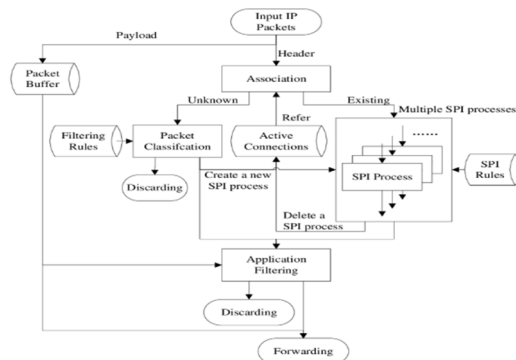 Input IP
Packets
Payload
Header
Packet
Buffer
Association
Unknown
Existing
Refer
Multiple SPI processes
Filtering
Rules
Packet
Classifcation
Active
Connections
......
SPI
Rules
SPI Process
Discarding
Create a new
SPI process
Delete a
SPI process
Application
Filtering
Discarding
Forwarding